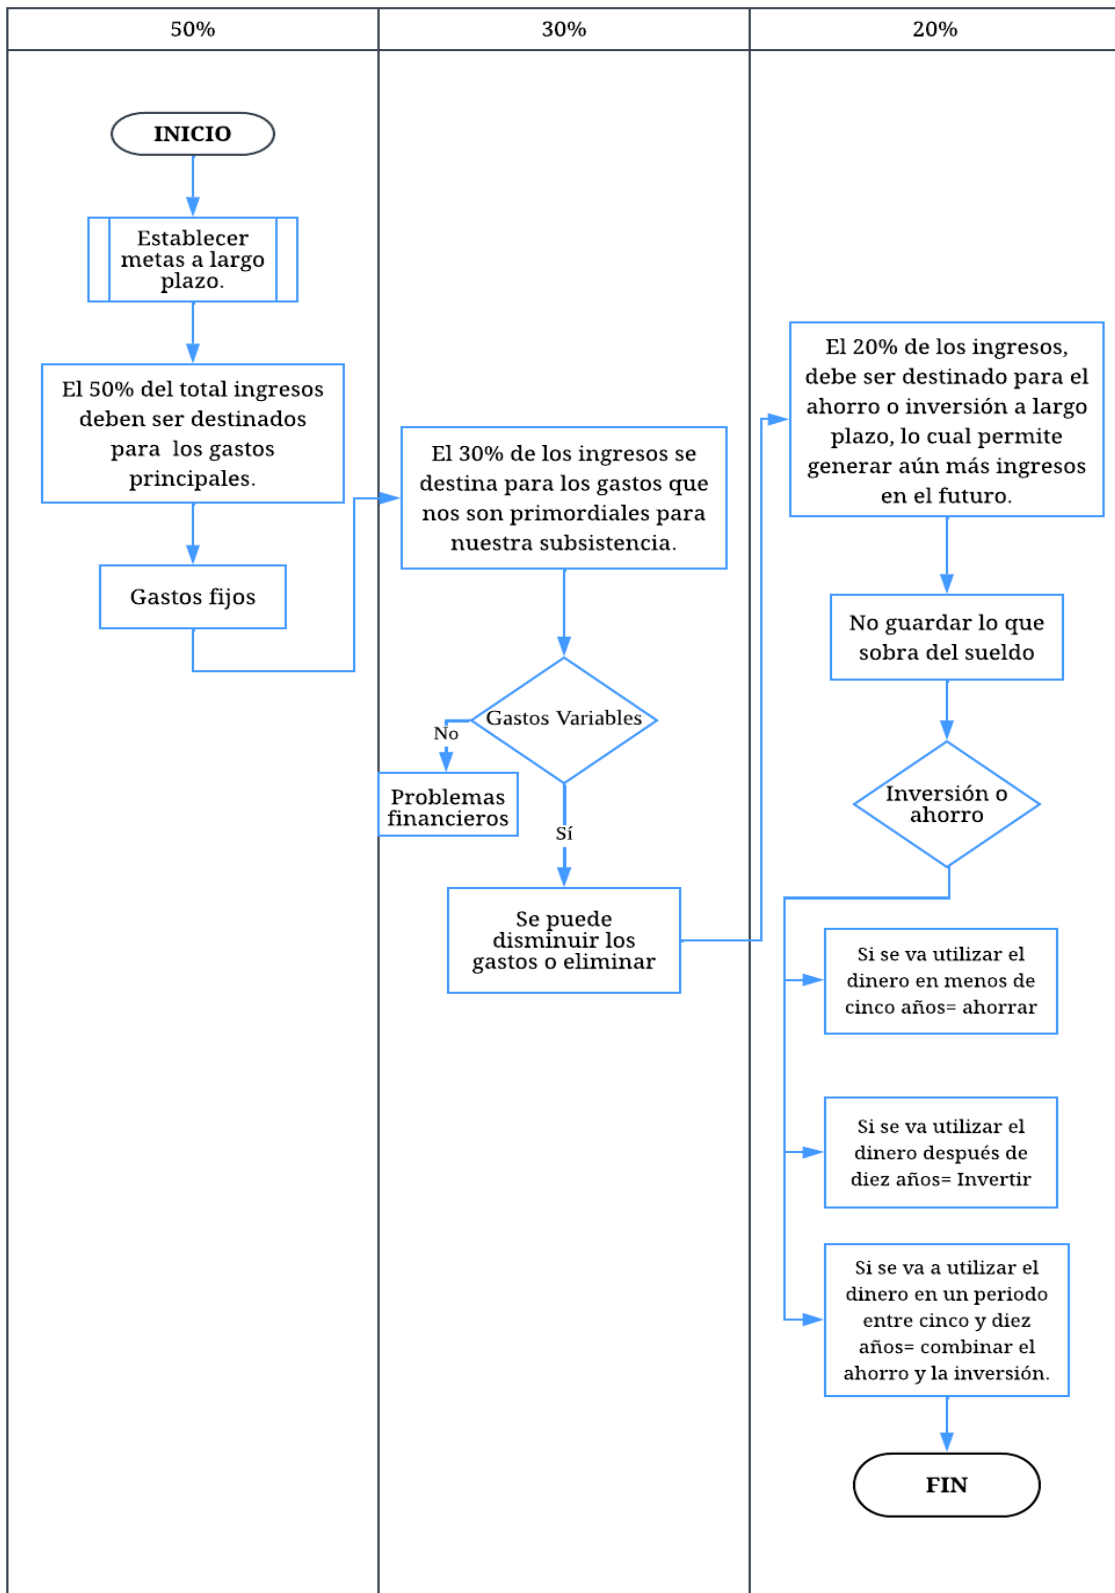 50%
30%
20%
INICIO
Establecer
metas a largo
plazo.
El 50% del total ingresos
deben ser destinados
para los gastos
principales.
Gastos fijos
El 30% de los ingresos se
destina para los gastos que
nos son primordiales para
nuestra subsistencia.
Gastos Variables
No
Problemas
financieros
Sí
Se puede
disminuir los
gastos o eliminar
El 20% de los ingresos,
debe ser destinado para el
ahorro o inversión a largo
plazo, lo cual permite
generar aún más ingresos
en el futuro.
No guardar lo que
sobra del sueldo
Inversión o
ahorro
Si se va utilizar el
dinero en menos de
cinco años= ahorrar
Si se va utilizar el
dinero después de
diez años= Invertir
Si se va a utilizar el
dinero en un periodo
entre cinco y diez
años= combinar el
ahorro y la inversión.
FIN